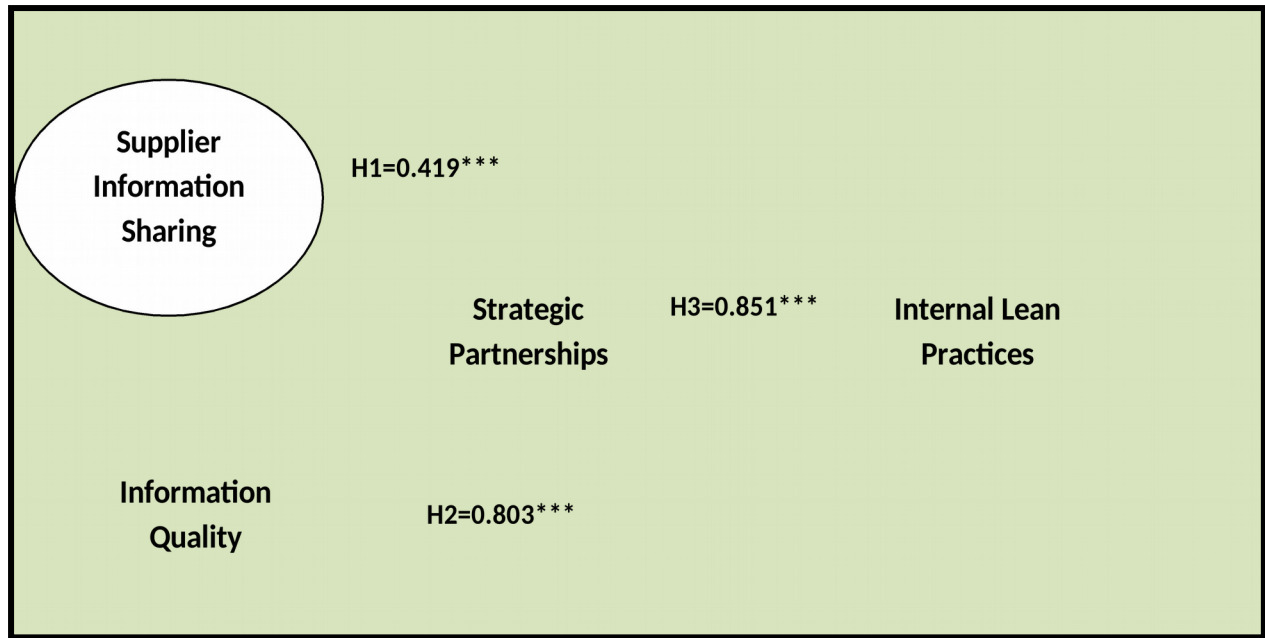 Supplier
Information
Sharing
H1=0.419***
Strategic
Partnerships
H3=0.851***
Internal Lean
Practices
Information
Quality
H2=0.803***